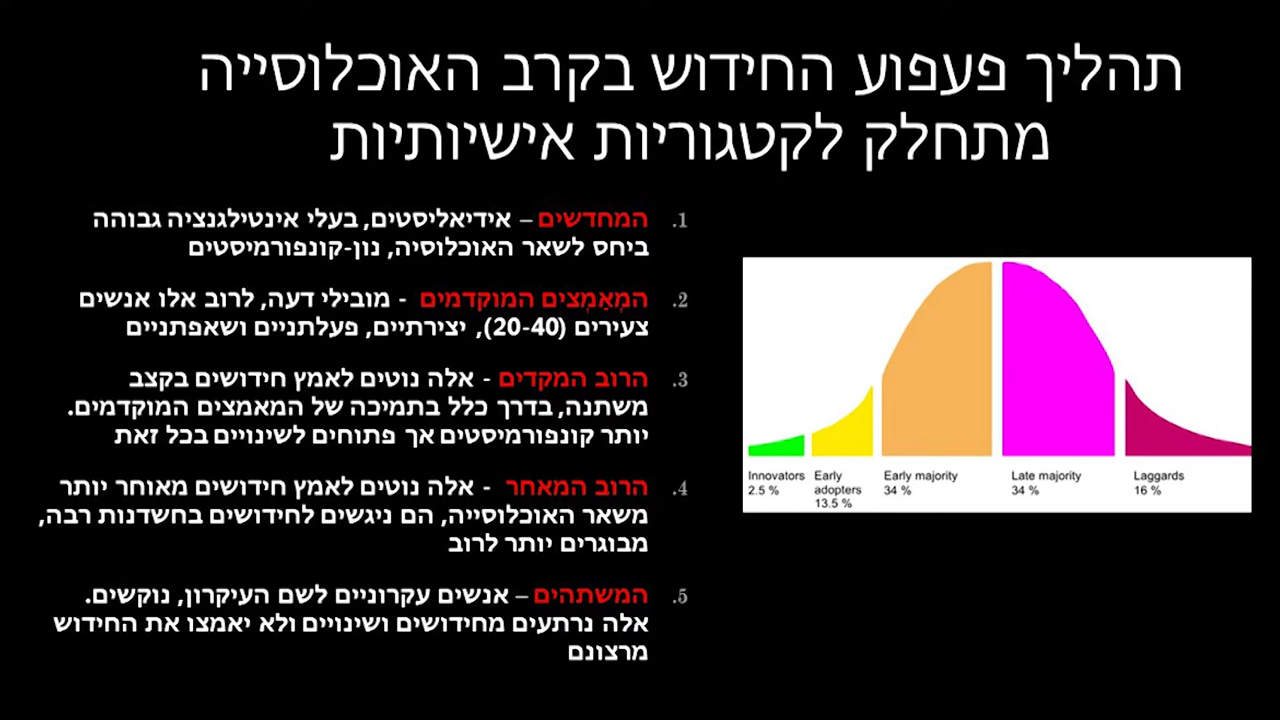 תהליך פעפוע החידוש בקרב האוכלוסייה
מתחלק לקטגוריות אישיותיות
1. המחדשים – אידיאליסטים, בעלי אינטילגנציה גבוהה
ביחס לשאר האוכלוסיה, נון-קונפורמיסטים
2. המְאַמְצים המוקדמים - מובילי דעה, לרוב אלו אנשים
צעירים (20-40), יצירתיים, פעלתניים ושאפתניים
3. הרוב המקדים - אלה נוטים לאמץ חידושים בקצב
משתנה, בדרך כלל בתמיכה של המאמצים המוקדמים.
יותר קונפורמיסטים אך פתוחים לשינויים בכל זאת
4. הרוב המאחר - אלה נוטים לאמץ חידושים מאוחר יותר
משאר האוכלוסייה, הם ניגשים לחידושים בחשדנות רבה,
מבוגרים יותר לרוב
5. המשתהים – אנשים עקרוניים לשם העיקרון, נוקשים.
אלה נרתעים מחידושים ושינויים ולא יאמצו את החידוש
מרצונם
Innovators
2.5 %
Early
adopters
13.5 %
Early majority
34 %
Late majority
34 %
Laggards
16 %